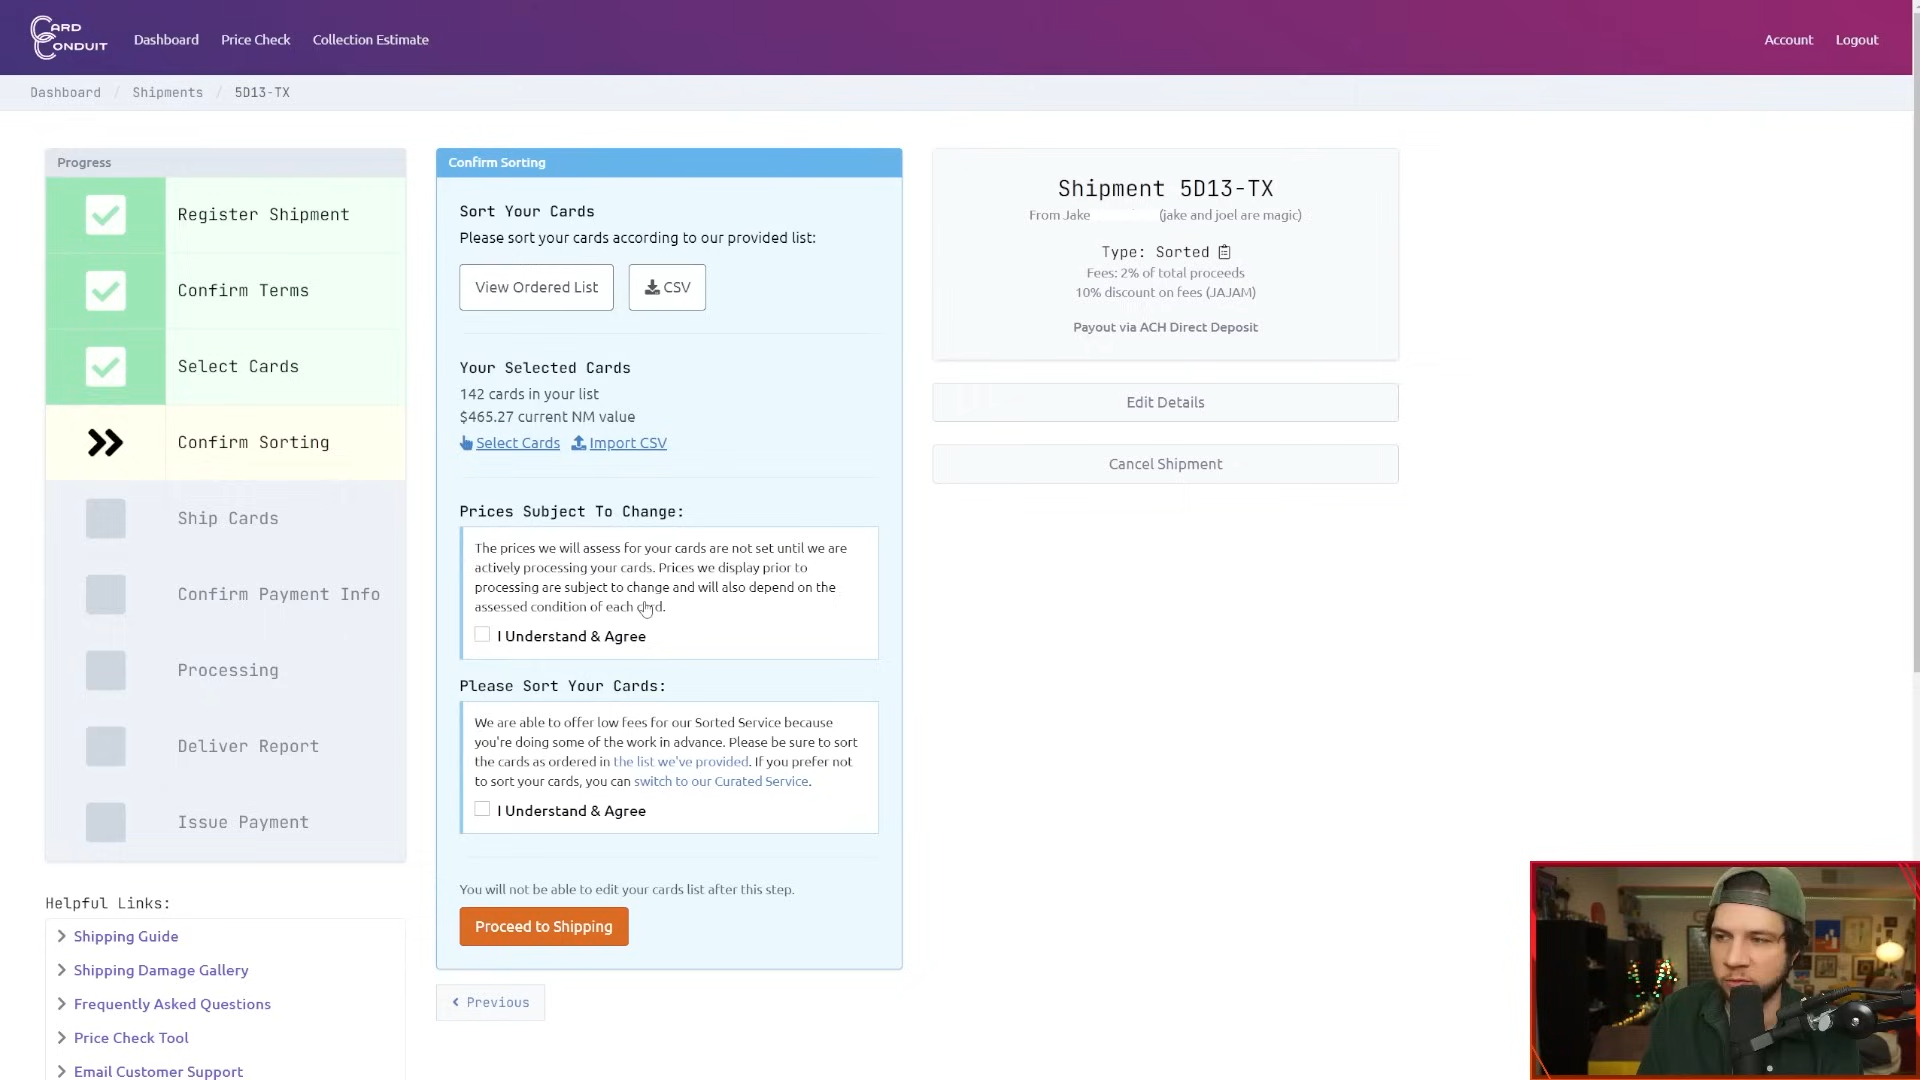 CARD
CONDUIT
Dashboard
Price Check
Collection Estimate
Account
Logout
Dashboard / Shipments / 5D13-TX
Progress
Register Shipment
Confirm Terms
Select Cards
Confirm Sorting
Ship Cards
Confirm Payment Info
Processing
Deliver Report
Issue Payment
Helpful Links:
Shipping Guide
Shipping Damage Gallery
Frequently Asked Questions
Price Check Tool
Email Customer Support
Confirm Sorting
Sort Your Cards
Please sort your cards according to our provided list:
View Ordered List
CSV
Your Selected Cards
142 cards in your list
$465.27 current NM value
Select Cards Import CSV
Prices Subject To Change:
The prices we will assess for your cards are not set until we are
actively processing your cards. Prices we display prior to
processing are subject to change and will also depend on the
assessed condition of each card.
I Understand & Agree
Please Sort Your Cards:
We are able to offer low fees for our Sorted Service because
you're doing some of the work in advance. Please be sure to sort
the cards as ordered in the list we've provided. If you prefer not
to sort your cards, you can switch to our Curated Service.
I Understand & Agree
You will not be able to edit your cards list after this step.
Proceed to Shipping
Previous
Shipment 5D13-TX
From Jake (jake and joel are magic)
Type: Sorted
Fees: 2% of total proceeds
10% discount on fees (JAJAM)
Payout via ACH Direct Deposit
Edit Details
Cancel Shipment